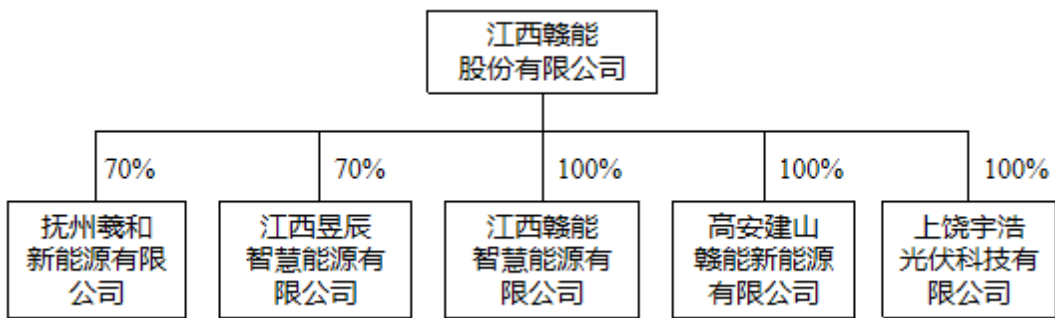 江西赣能
股份有限公司
70%
70%
100%
100%
100%
抚州羲和
新能源有限
公司
江西昱辰
智慧能源有
限公司
江西赣能
智慧能源有
限公司
高安建山
赣能新能源
有限公司
上饶宇浩
光伏科技有
限公司